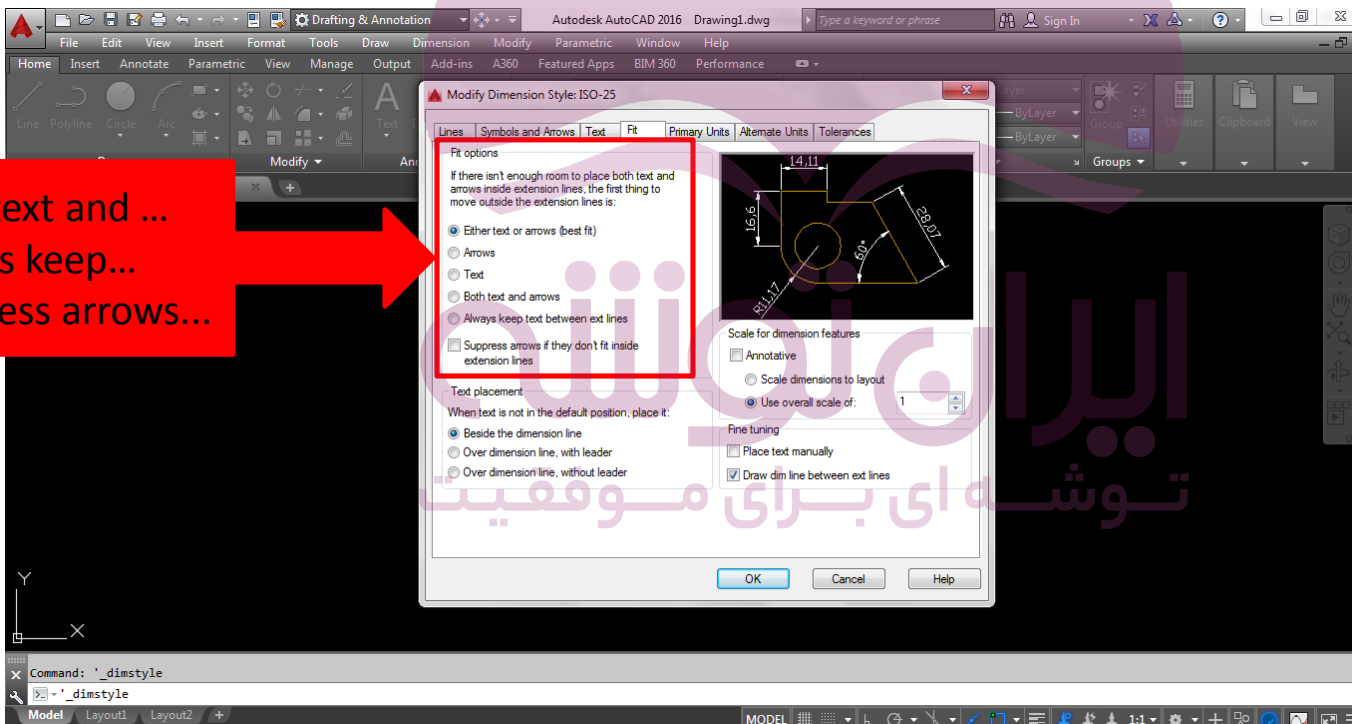 Drafting & Annotation
Autodesk AutoCAD 2016 Drawing1.dwg
Type a keyword or phrase
Sign In
File Edit View Insert Format Tools Draw Dimension Modify Parametric Window Help
Home Insert Annotate Parametric View Manage Output Add-ins A360 Featured Apps BIM 360 Performance
Line Polyline Circle Arc
Text
ayer
ByLayer
ByLayer
Group
Utilities
Clipboard
View
Modify
Groups
text and ...
s keep...
ess arrows...
Modify Dimension Style: ISO-25
Lines Symbols and Arrows Text Fit Primary Units Alternate Units Tolerances
Fit options
If there isn't enough room to place both text and
arrows inside extension lines, the first thing to
move outside the extension lines is:
Either text or arrows (best fit)
Arrows
Text
Both text and arrows
Always keep text between ext lines
Suppress arrows if they don't fit inside
extension lines
Text placement
When text is not in the default position, place it:
Beside the dimension line
Over dimension line, with leader
Over dimension line, without leader
14,11
16,6
28,07
60°
R11,17
Scale for dimension features
Annotative
Scale dimensions to layout
Use overall scale of: 1
Fine tuning
Place text manually
Draw dim line between ext lines
OK Cancel Help
ایران توشه
توشه ای برای موفقیت
Y
X
Command: '_dimstyle
'_dimstyle
Model Layout1 Layout2 +
MODEL
1:1